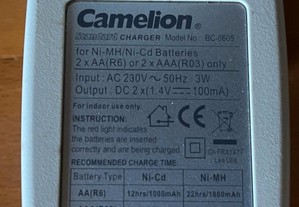 Camelion
CHARGER Model No.: BC-0605
for Ni-MH/Ni-Cd Batteries
2 x AA(R6) or 2 x AAA(R03) only
Input : AC 230V ~ 50Hz 3W
Output : DC 2 x (1.4V ⎓ 100mA)
For indoor use only.
INSTRUCTION:
The red light indicates
the batteries are inserted
correctly and are being charged
RECOMMENDED CHARGE TIME
Battery Type Ni-Cd Ni-MH
AA(R6) 12hrs/1000mAh 22hrs/1800mAh